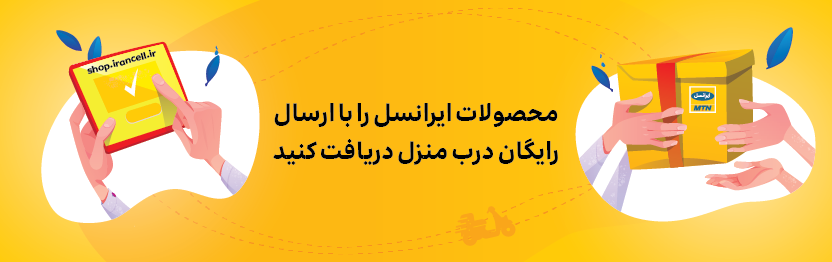 shop.irancell.ir
محصولات ایرانسل را با ارسال
رایگان درب منزل دریافت کنید
ایرانسل
MTN